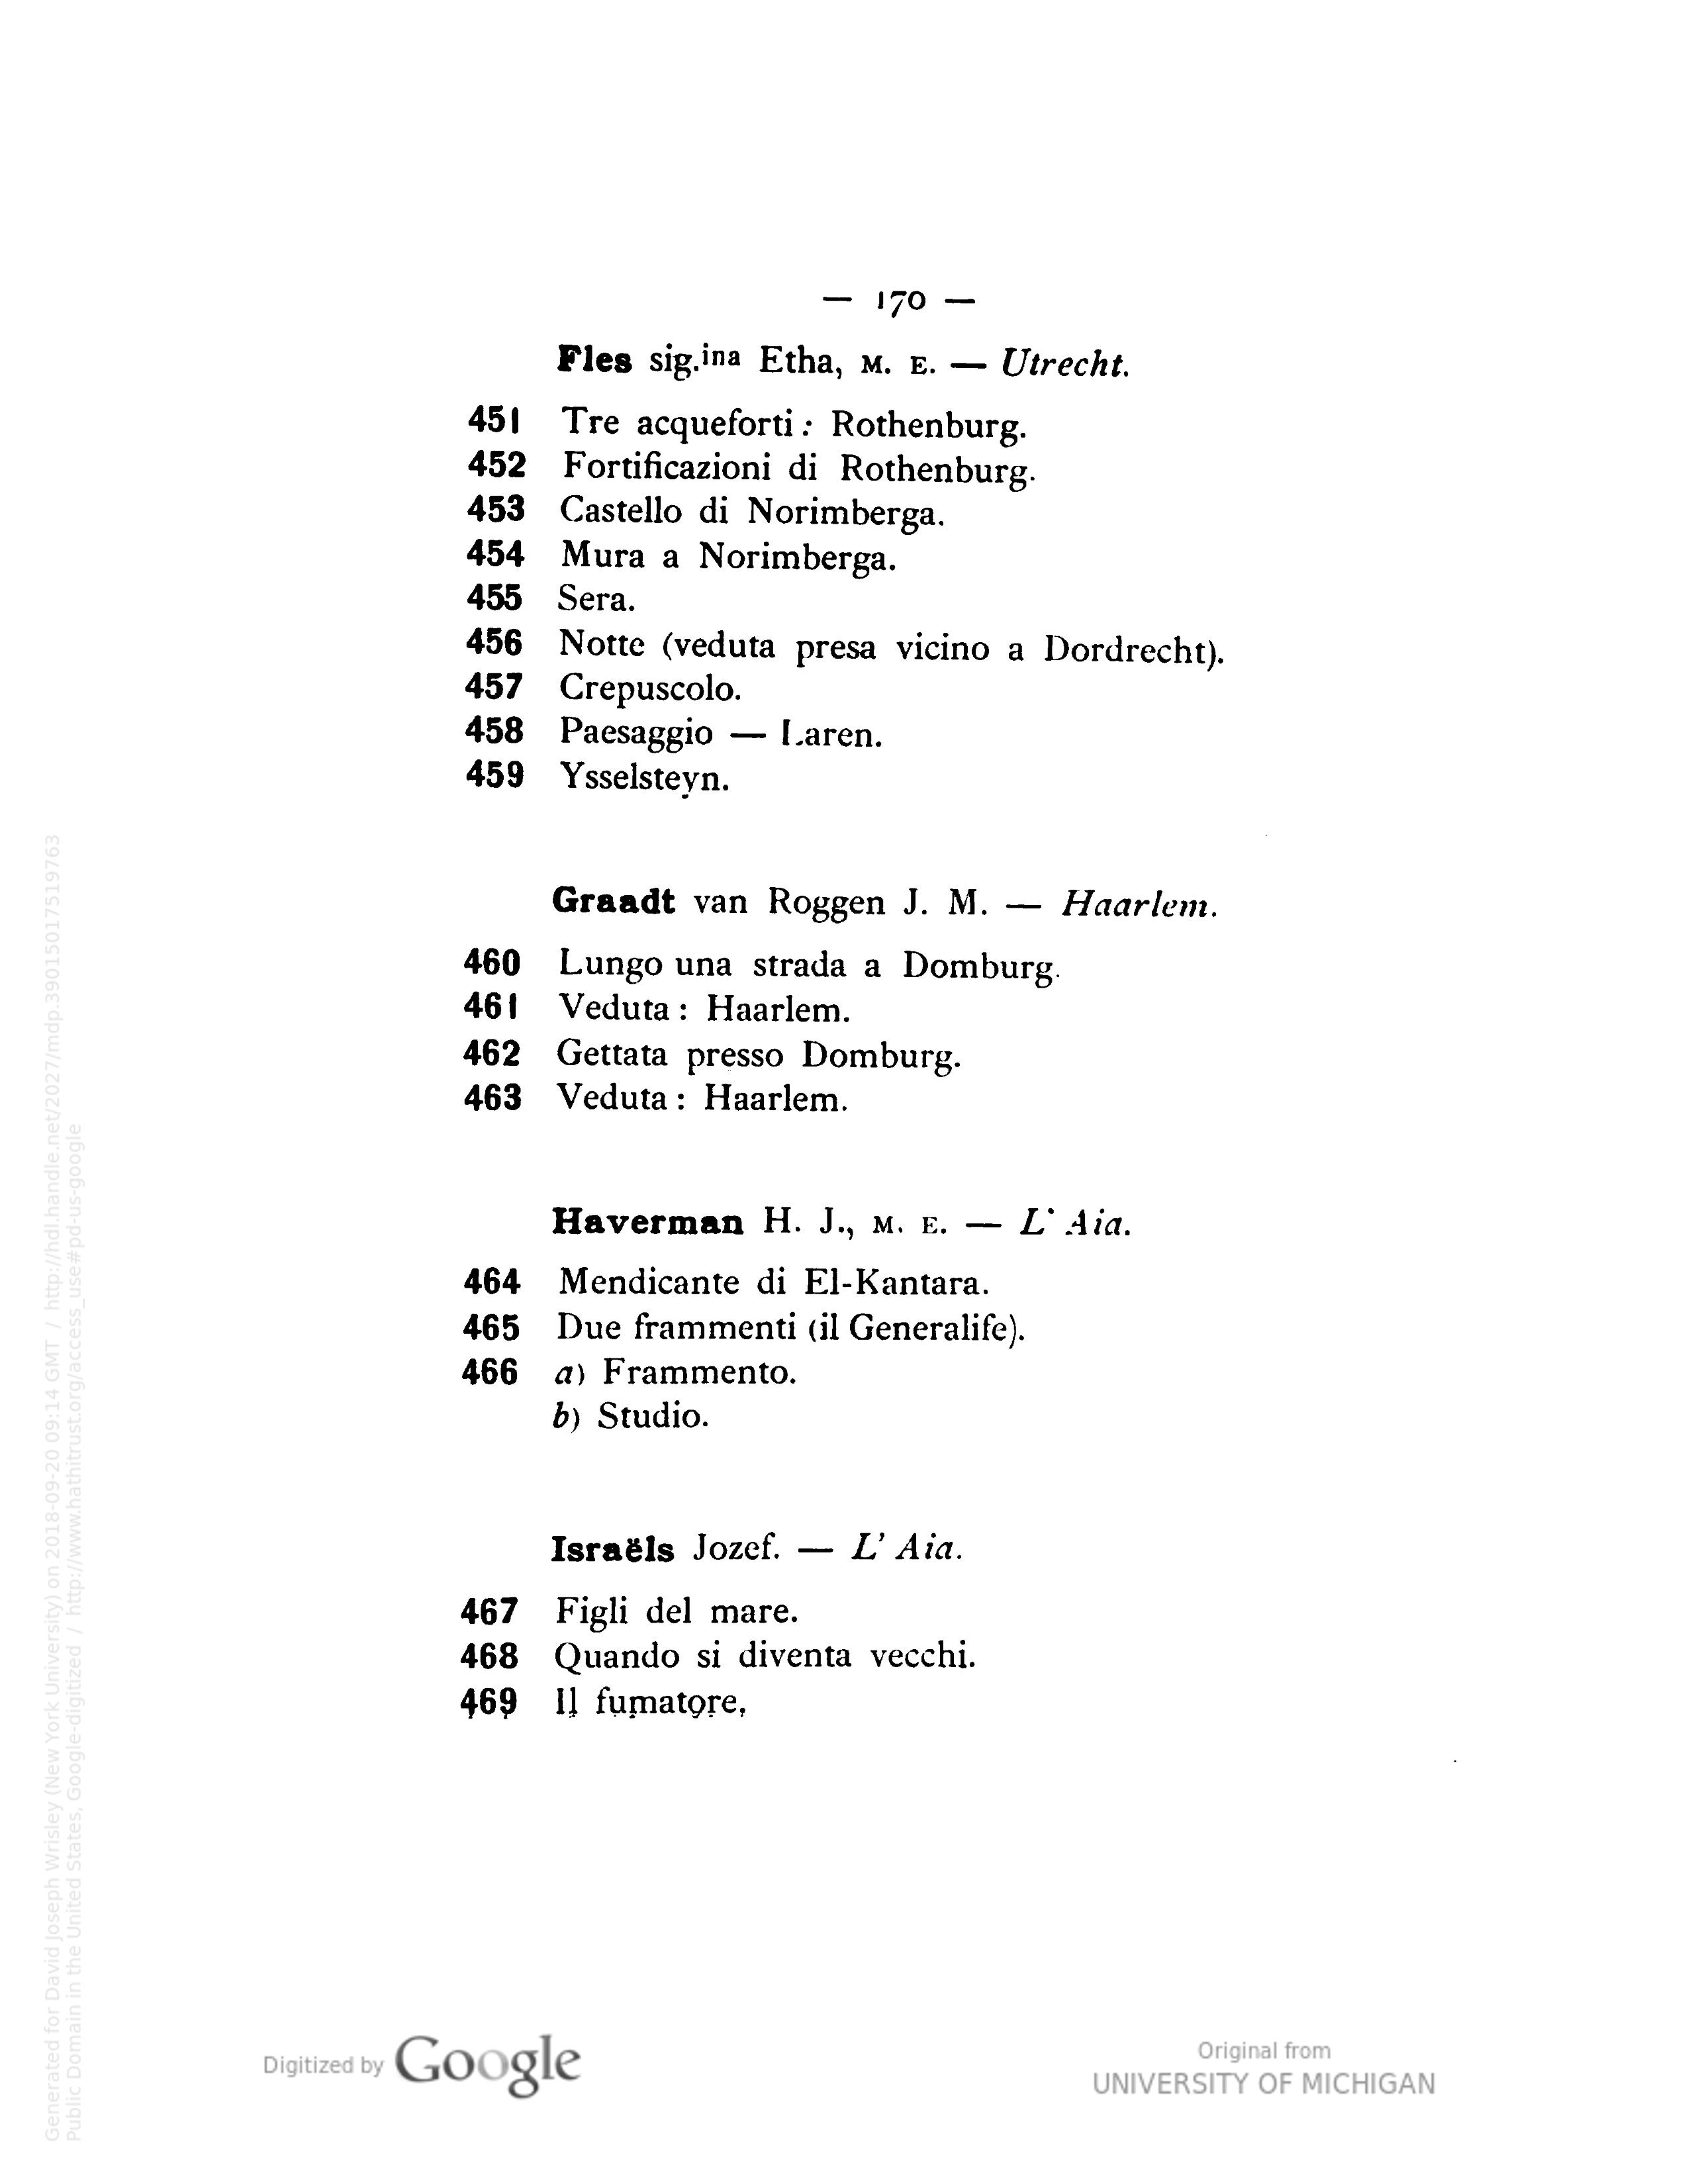 — 170 —
Fles sig.ina Etha, M. E. — Utrecht.
451 Tre acqueforti : Rothenburg.
452 Fortificazioni di Rothenburg.
453 Castello di Norimberga.
454 Mura a Norimberga.
455 Sera.
456 Notte (veduta presa vicino a Dordrecht).
457 Crepuscolo.
458 Paesaggio — Laren.
459 Ysselsteyn.
Graadt van Roggen J. M. — Haarlem.
460 Lungo una strada a Domburg.
461 Veduta : Haarlem.
462 Gettata presso Domburg.
463 Veduta : Haarlem.
Haverman H. J., M. E. — L' Aia.
464 Mendicante di El-Kantara.
465 Due frammenti (il Generalife).
466 a) Frammento.
b) Studio.
Israëls Jozef. — L' Aia.
467 Figli del mare.
468 Quando si diventa vecchi.
469 Il fumatore.
Generated for David Joseph Wrisley (New York University) on 2018-09-20 09:14 GMT / http://hdl.handle.net/2027/mdp.39015017519763
Public Domain in the United States, Google-digitized / http://www.hathitrust.org/access_use#pd-us-google
Digitized by Google
Original from
UNIVERSITY OF MICHIGAN